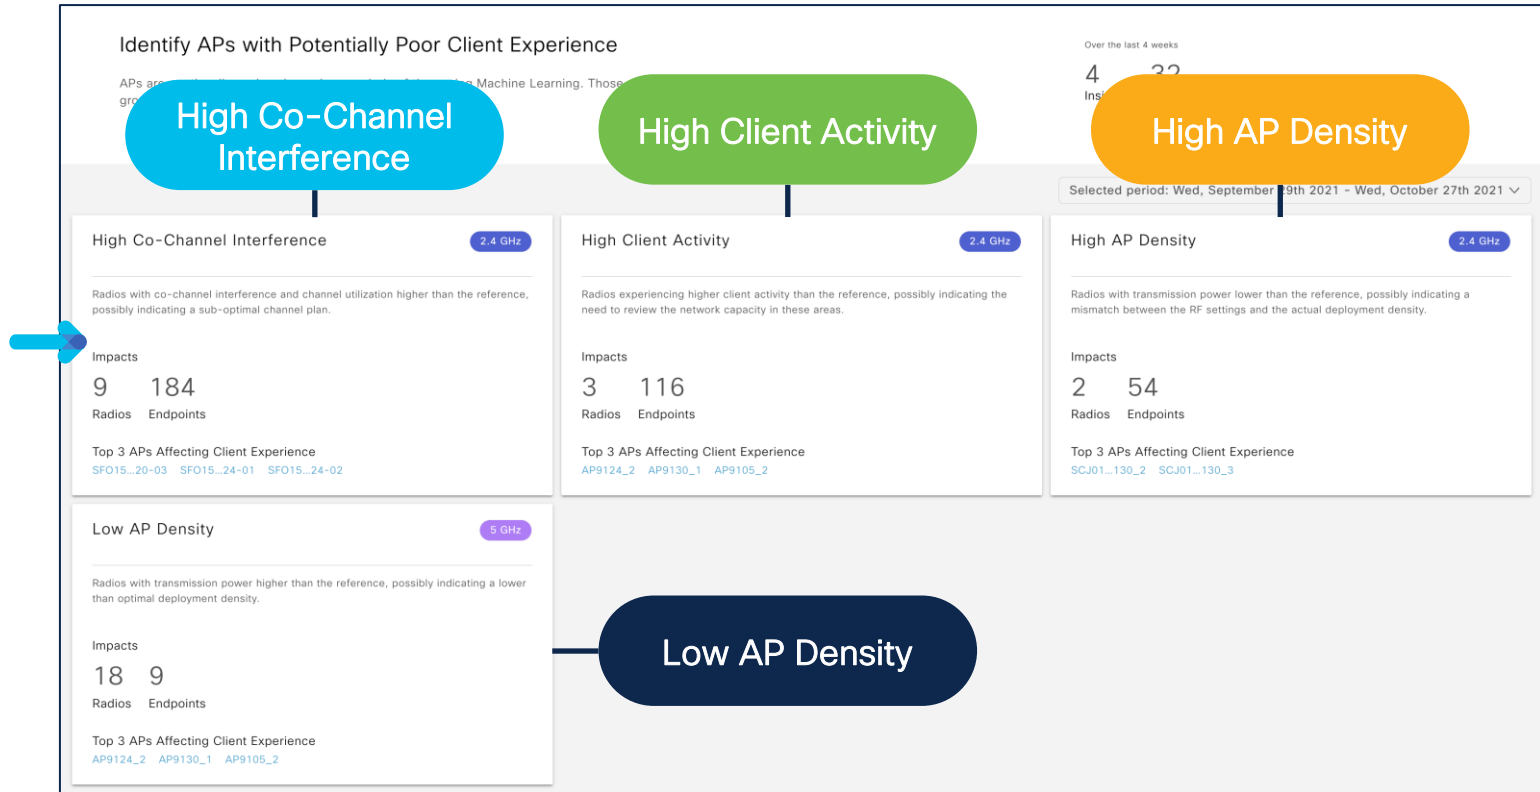 Identify APs with Potentially Poor Client Experience
Over the last 4 weeks
APs are
Machine Learning. Those
4 32
High Co-Channel
Interference
High Client Activity
High AP Density
Selected period: Wed, September 29th 2021 - Wed, October 27th 2021
High Co-Channel Interference
2.4 GHz
Radios with co-channel interference and channel utilization higher than the reference,
possibly indicating a sub-optimal channel plan.
Impacts
9 184
Radios Endpoints
Top 3 APs Affecting Client Experience
SFO15...20-03 SFO15...24-01 SFO15...24-02
High Client Activity
2.4 GHz
Radios experiencing higher client activity than the reference, possibly indicating the
need to review the network capacity in these areas.
Impacts
3 116
Radios Endpoints
Top 3 APs Affecting Client Experience
AP9124_2 AP9130_1 AP9105_2
High AP Density
2.4 GHz
Radios with transmission power lower than the reference, possibly indicating a
mismatch between the RF settings and the actual deployment density.
Impacts
2 54
Radios Endpoints
Top 3 APs Affecting Client Experience
SCJ01...130_2 SCJ01...130_3
Low AP Density
5 GHz
Radios with transmission power higher than the reference, possibly indicating a lower
than optimal deployment density.
Impacts
18 9
Radios Endpoints
Top 3 APs Affecting Client Experience
AP9124_2 AP9130_1 AP9105_2
Low AP Density